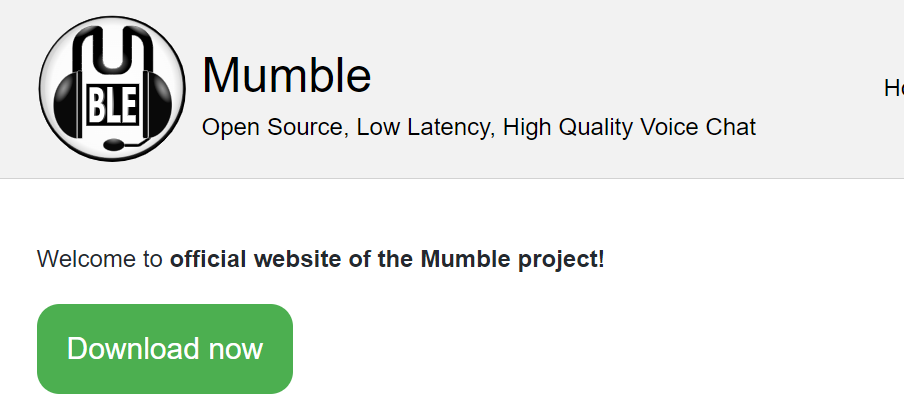 BLE
Mumble
Open Source, Low Latency, High Quality Voice Chat
Welcome to official website of the Mumble project!
Download now